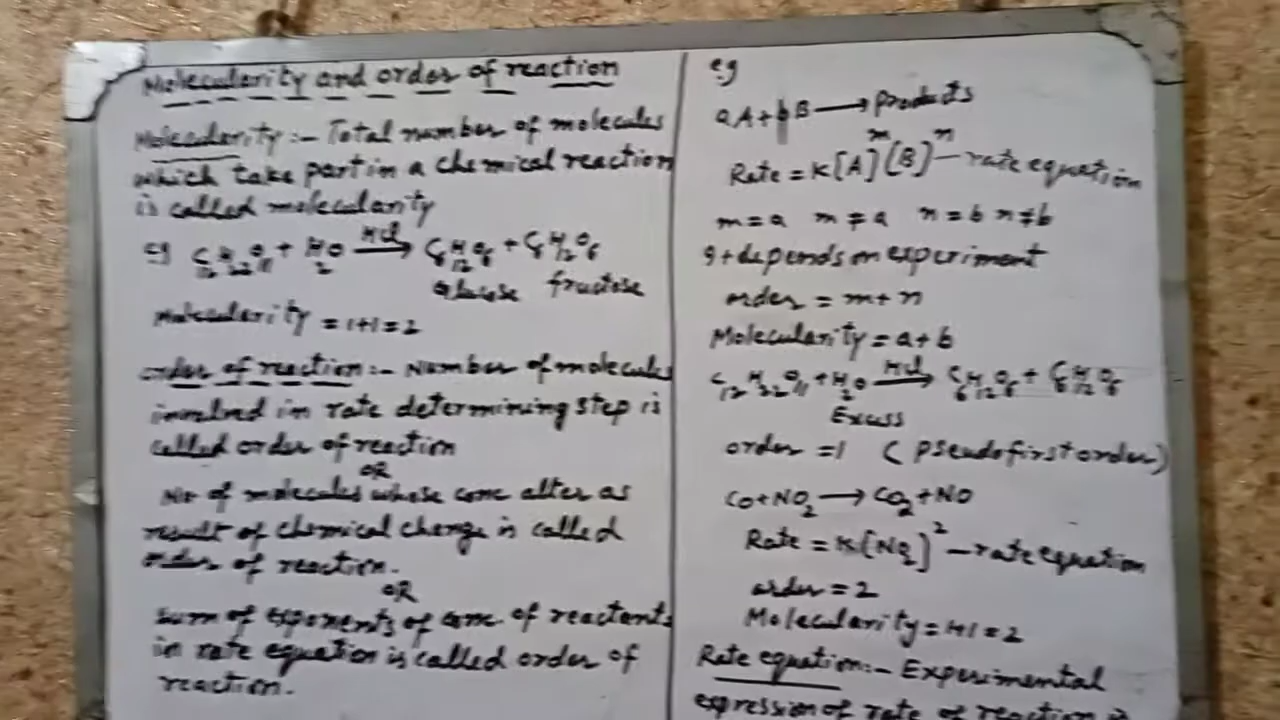 Molecularity and order of reaction
Molecularity :- Total number of molecules
which take part in a chemical reaction
is called molecularity
eg C12H22O11 + H2O —HCl→ C6H12O6 + C6H12O6
Glucose fructose
Molecularity = 1+1=2
order of reaction :- Number of molecules
involved in rate determining step is
called order of reaction
OR
No of molecules whose conc alter as
result of chemical change is called
order of reaction.
OR
sum of exponents of conc. of reactants
in rate equation is called order of
reaction.
e.g
aA+bB → Products
Rate = K[A]^m[B]^n - rate equation
m=a m≠a n=b n≠b
It depends on experiment
order = m+n
Molecularity = a+b
C12H22O11 + H2O —HCl→ C6H12O6 + C6H12O6
Excess
order =1 (Pseudo first order)
CO+NO2 → CO2+NO
Rate = K[NO2]^2 - rate equation
order = 2
Molecularity = 1+1 = 2
Rate equation:- Experimental
expression of rate of reaction is